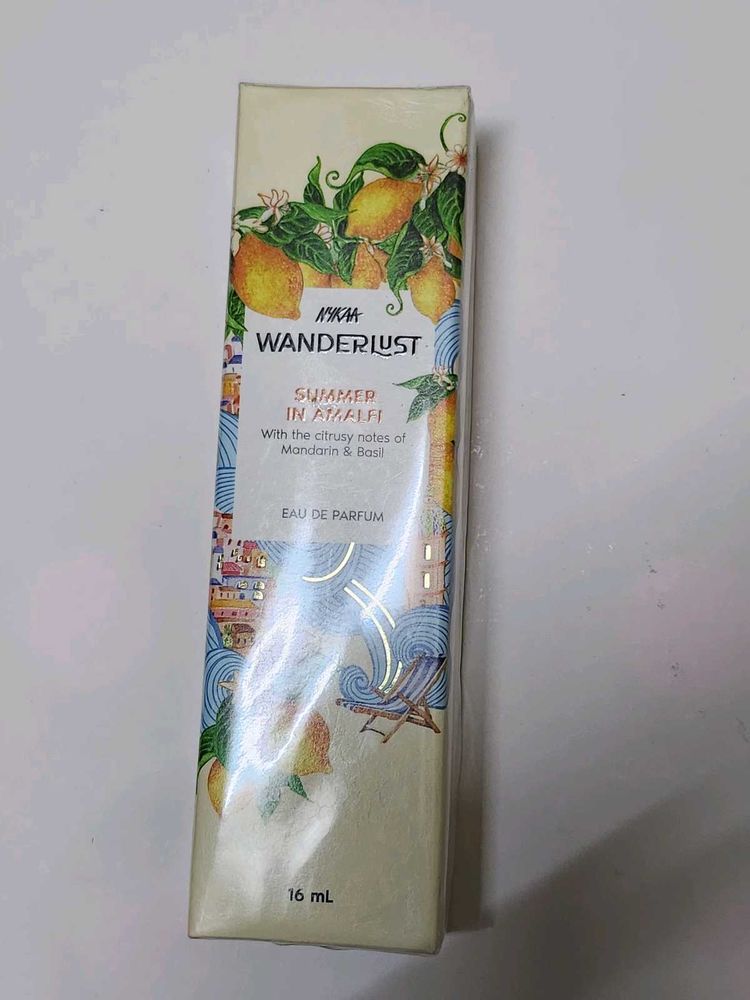 NYKAA
WANDERLUST
SUMMER
IN AMALFI
With the citrusy notes of
Mandarin & Basil
EAU DE PARFUM
16 mL